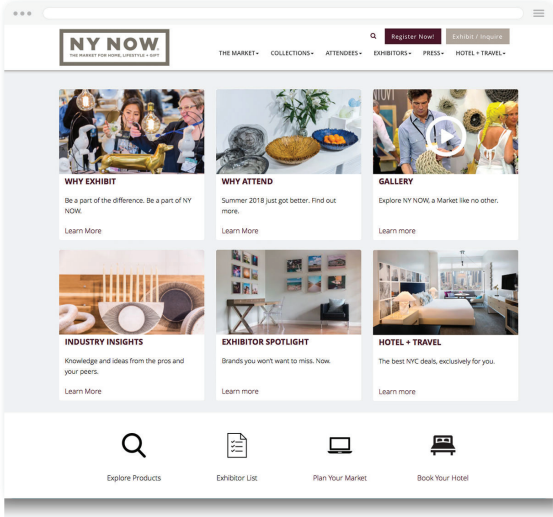 Register Now!
Exhibit / Inquire
NY NOW.
THE MARKET FOR HOME, LIFESTYLE + GIFT
THE MARKET
COLLECTIONS
ATTENDEES
EXHIBITORS
PRESS
HOTEL + TRAVEL
WHY EXHIBIT
Be a part of the difference. Be a part of NY
NOW.
Learn More
WHY ATTEND
Summer 2018 just got better. Find out
more.
Learn More
GALLERY
Explore NY NOW, a Market like no other.
Learn more
INDUSTRY INSIGHTS
Knowledge and ideas from the pros and
your peers.
Learn More
EXHIBITOR SPOTLIGHT
Brands you won't want to miss. Now.
Learn more
HOTEL + TRAVEL
The best NYC deals, exclusively for you.
Learn more
Explore Products
Exhibitor List
Plan Your Market
Book Your Hotel